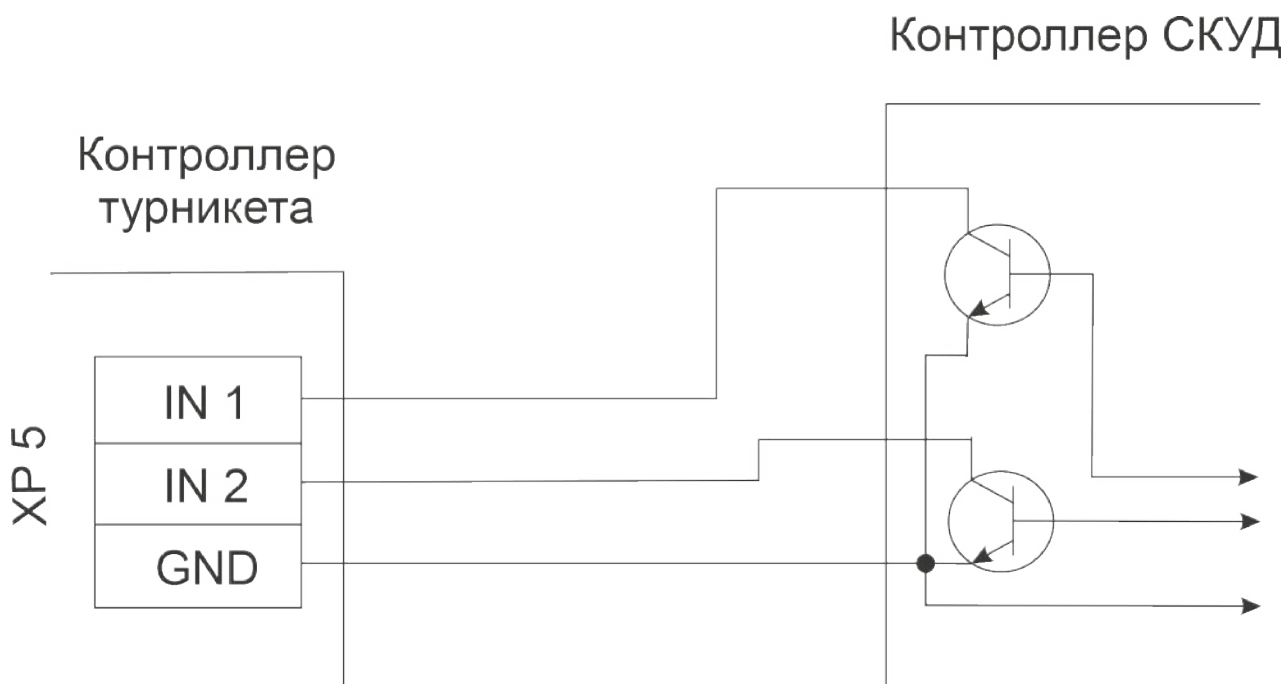 Контроллер СКУД
Контроллер
турникета
XP 5
IN 1
IN 2
GND